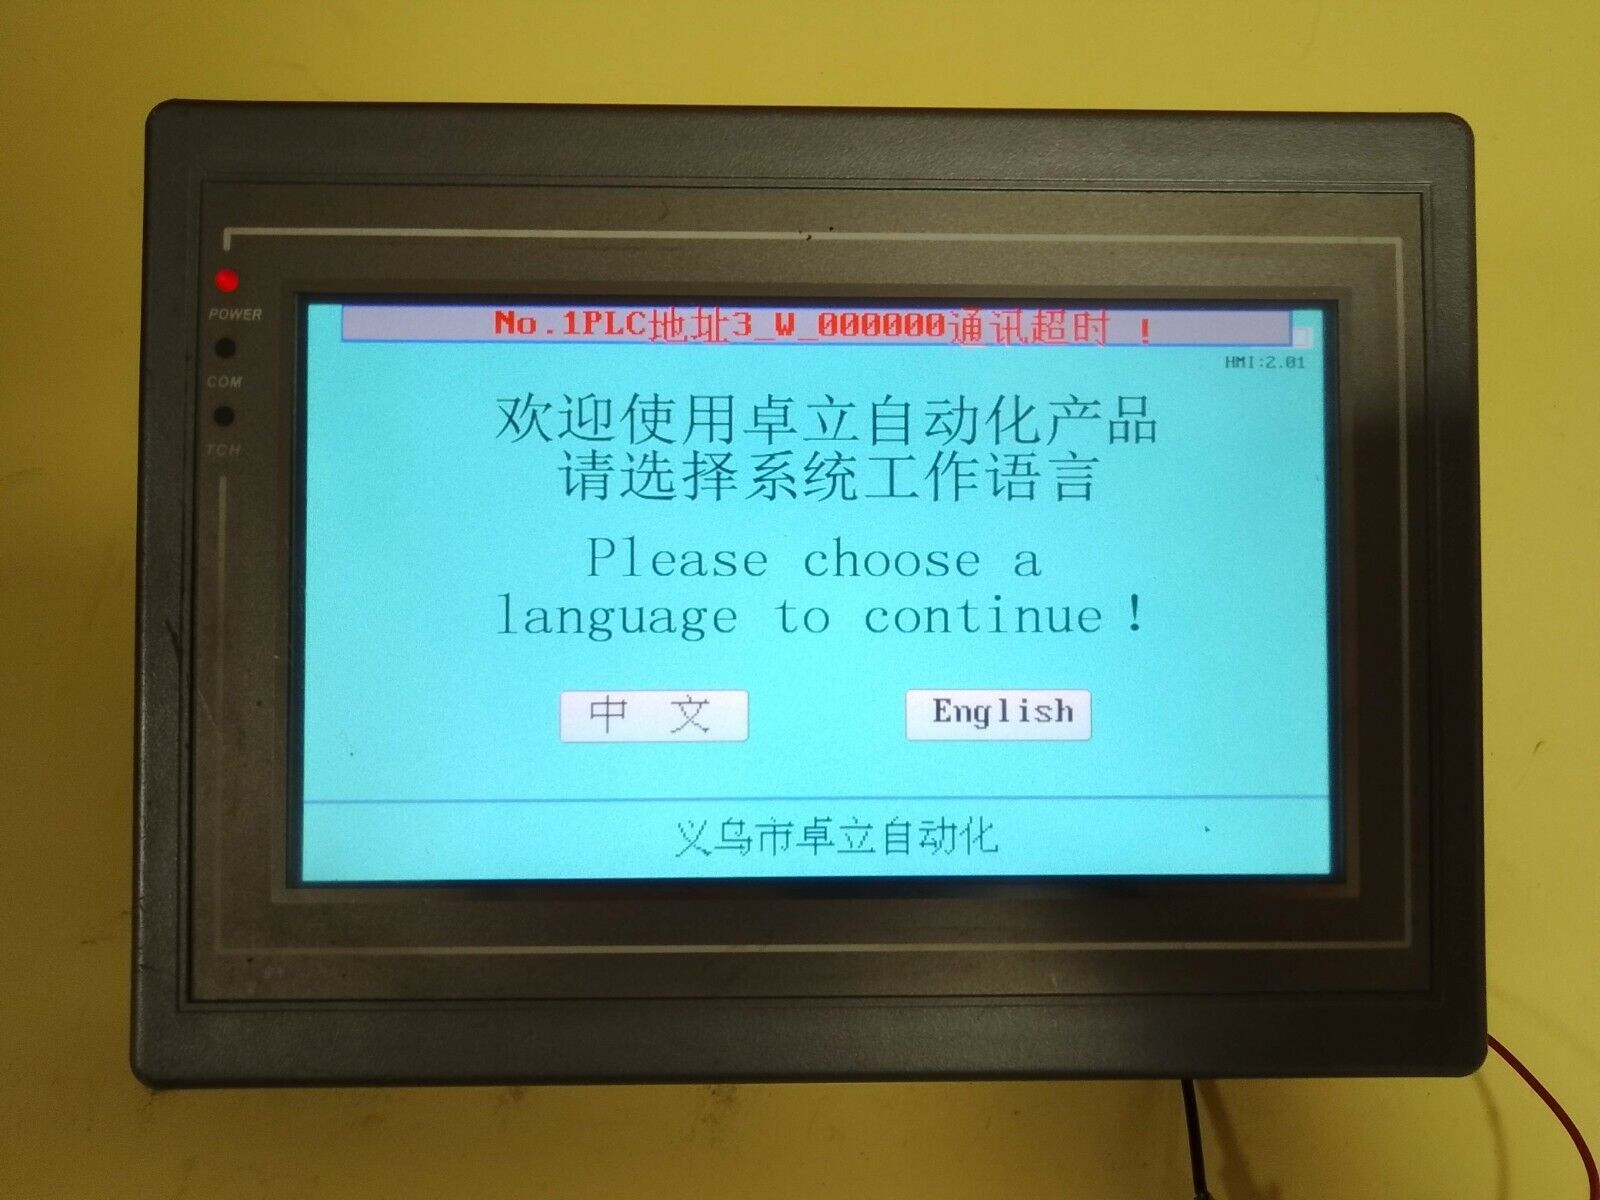 No.1PLC地址3_W_000000通讯超时 !
HMI:2.01
POWER
COM
TCH
欢迎使用卓立自动化产品
请选择系统工作语言
Please choose a
language to continue!
中 文
English
义乌市卓立自动化